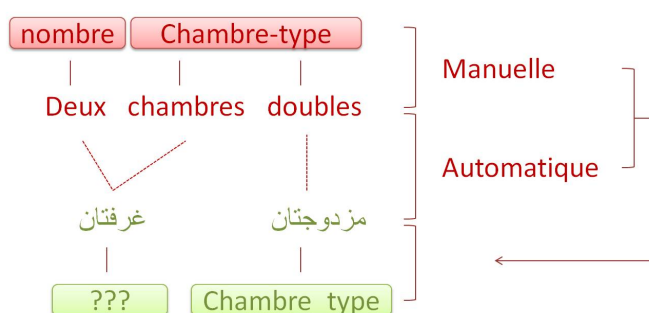 nombre Chambre-type
Manuelle
Deux chambres doubles
Automatique
غرفتان مزدوجتان
??? Chambre type